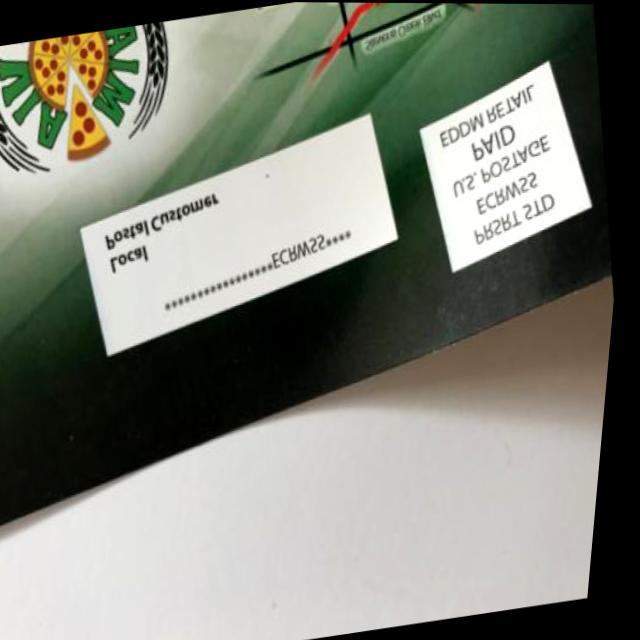 *****************ECRWSS****
Local
Postal Customer
PRSRT STD
ECRWSS
U.S. POSTAGE
PAID
EDDM RETAIL